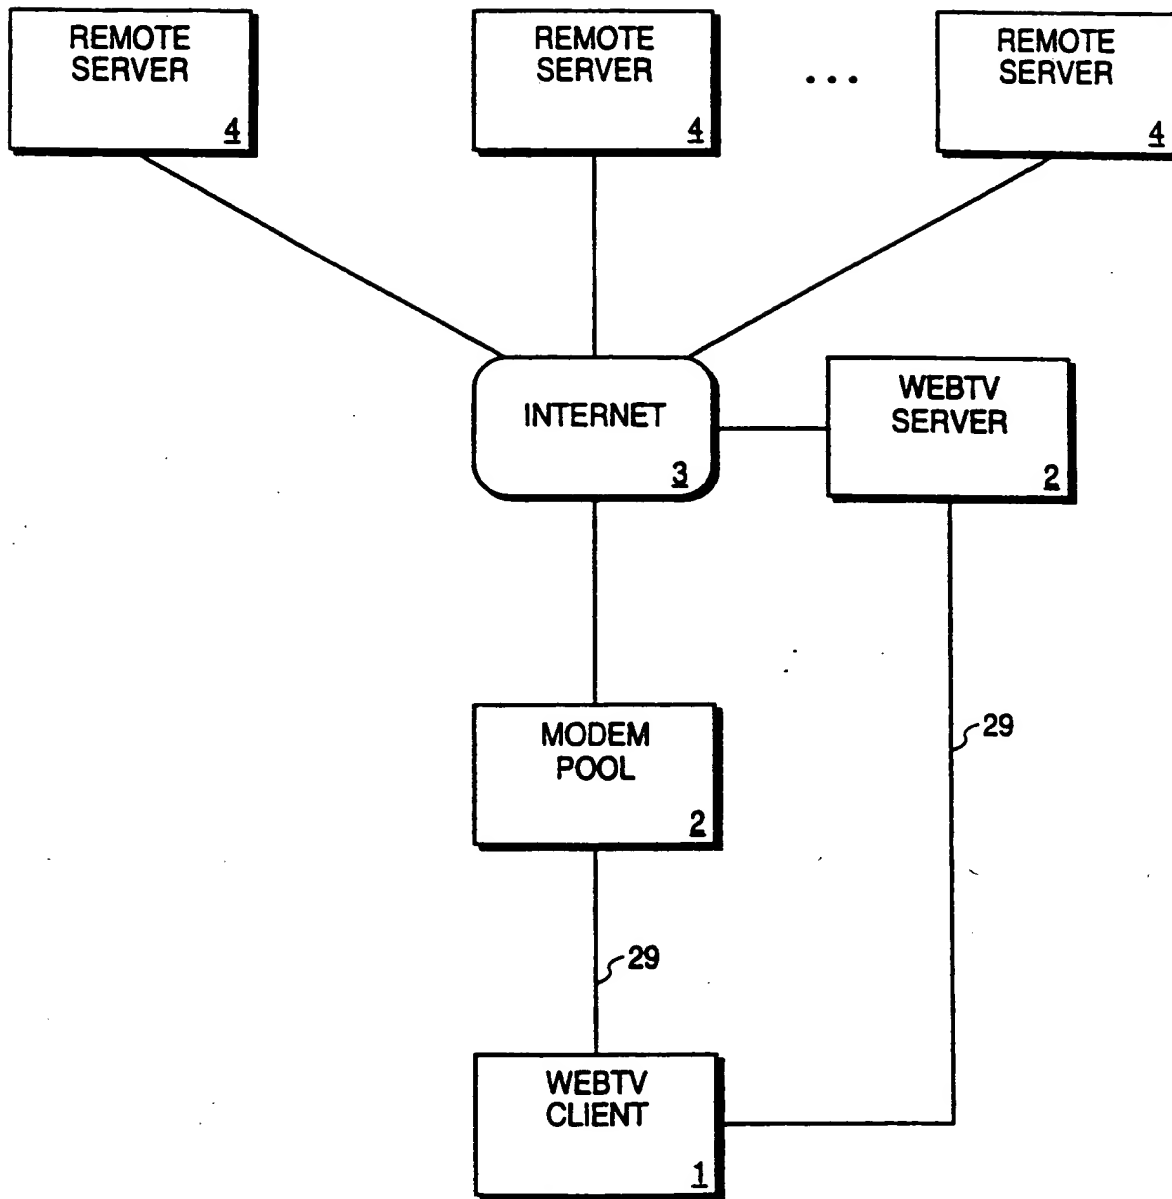 REMOTE
SERVER
4
REMOTE
SERVER
4
...
REMOTE
SERVER
4
INTERNET
3
WEBTV
SERVER
2
MODEM
POOL
2
29
29
WEBTV
CLIENT
1